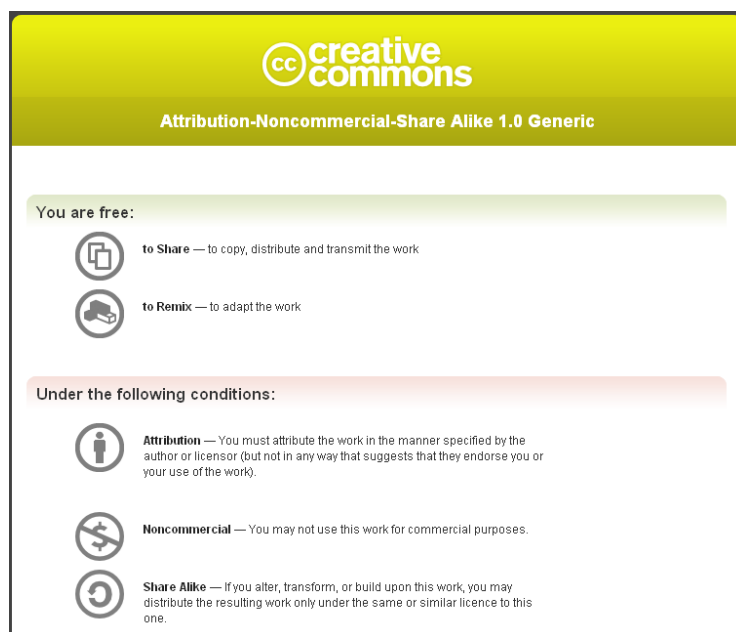 cc creative
commons
Attribution-Noncommercial-Share Alike 1.0 Generic
You are free:
to Share — to copy, distribute and transmit the work
to Remix — to adapt the work
Under the following conditions:
Attribution — You must attribute the work in the manner specified by the
author or licensor (but not in any way that suggests that they endorse you or
your use of the work).
Noncommercial — You may not use this work for commercial purposes.
Share Alike — If you alter, transform, or build upon this work, you may
distribute the resulting work only under the same or similar licence to this
one.